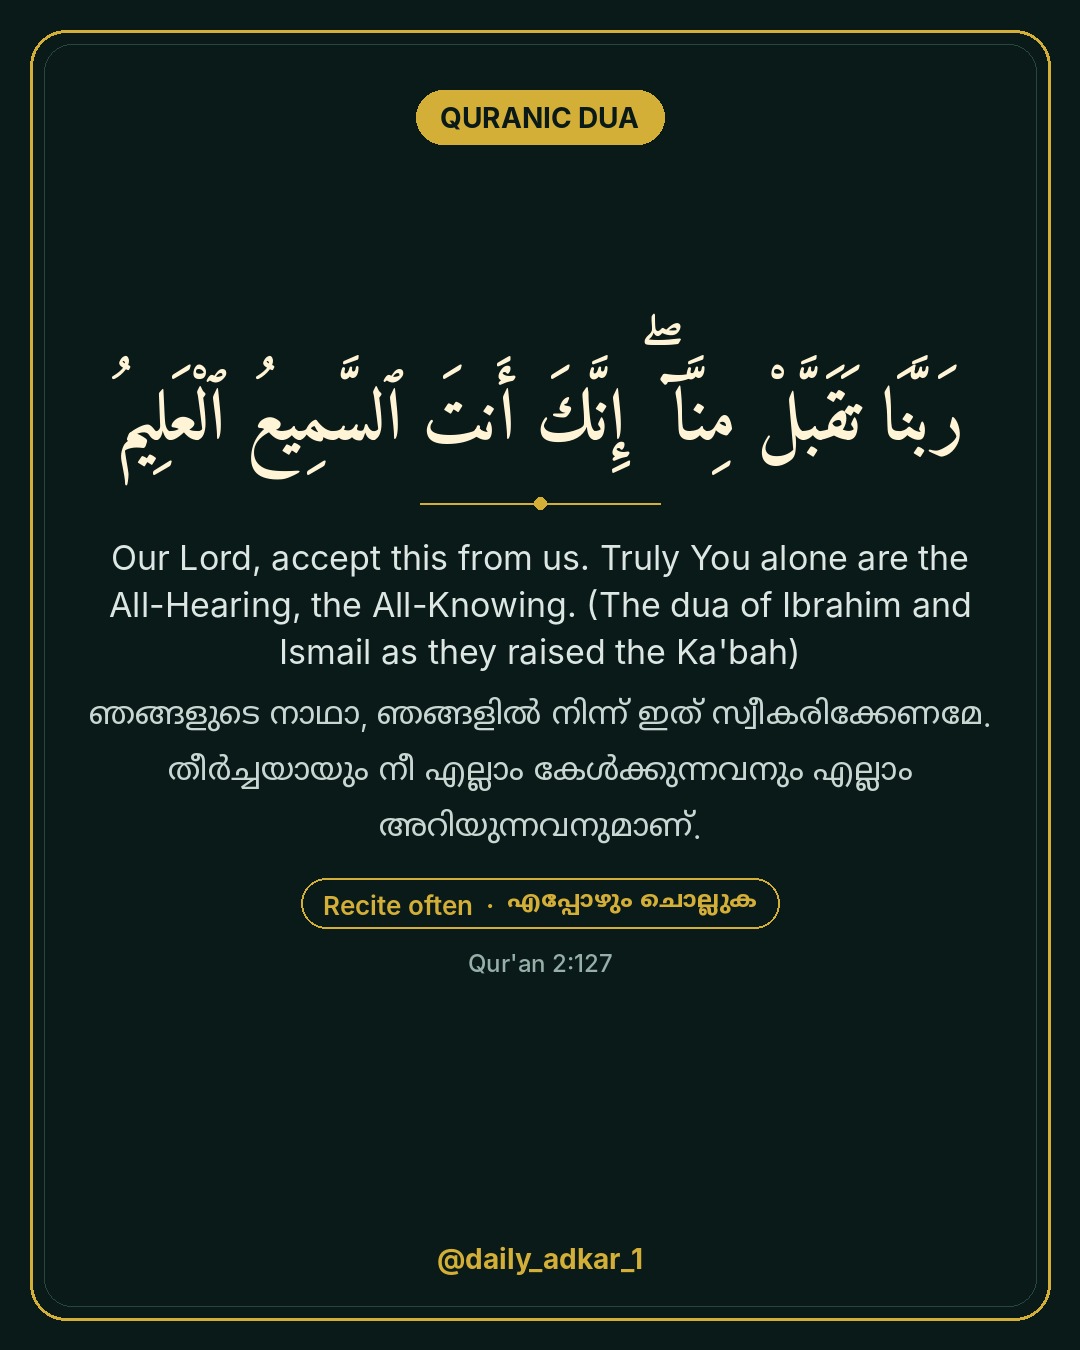 QURANIC DUA
رَبَّنَا تَقَبَّلْ مِنَّآ ۖ إِنَّكَ أَنتَ ٱلسَّمِيعُ ٱلْعَلِيمُ
Our Lord, accept this from us. Truly You alone are the
All-Hearing, the All-Knowing. (The dua of Ibrahim and
Ismail as they raised the Ka'bah)
ഞങ്ങളുടെ നാഥാ, ഞങ്ങളിൽ നിന്ന് ഇത് സ്വീകരിക്കേണമേ.
തീർച്ചയായും നീ എല്ലാം കേൾക്കുന്നവനും എല്ലാം
അറിയുന്നവനുമാണ്.
Recite often · എപ്പോഴും ചൊല്ലുക
Qur'an 2:127
@daily_adkar_1